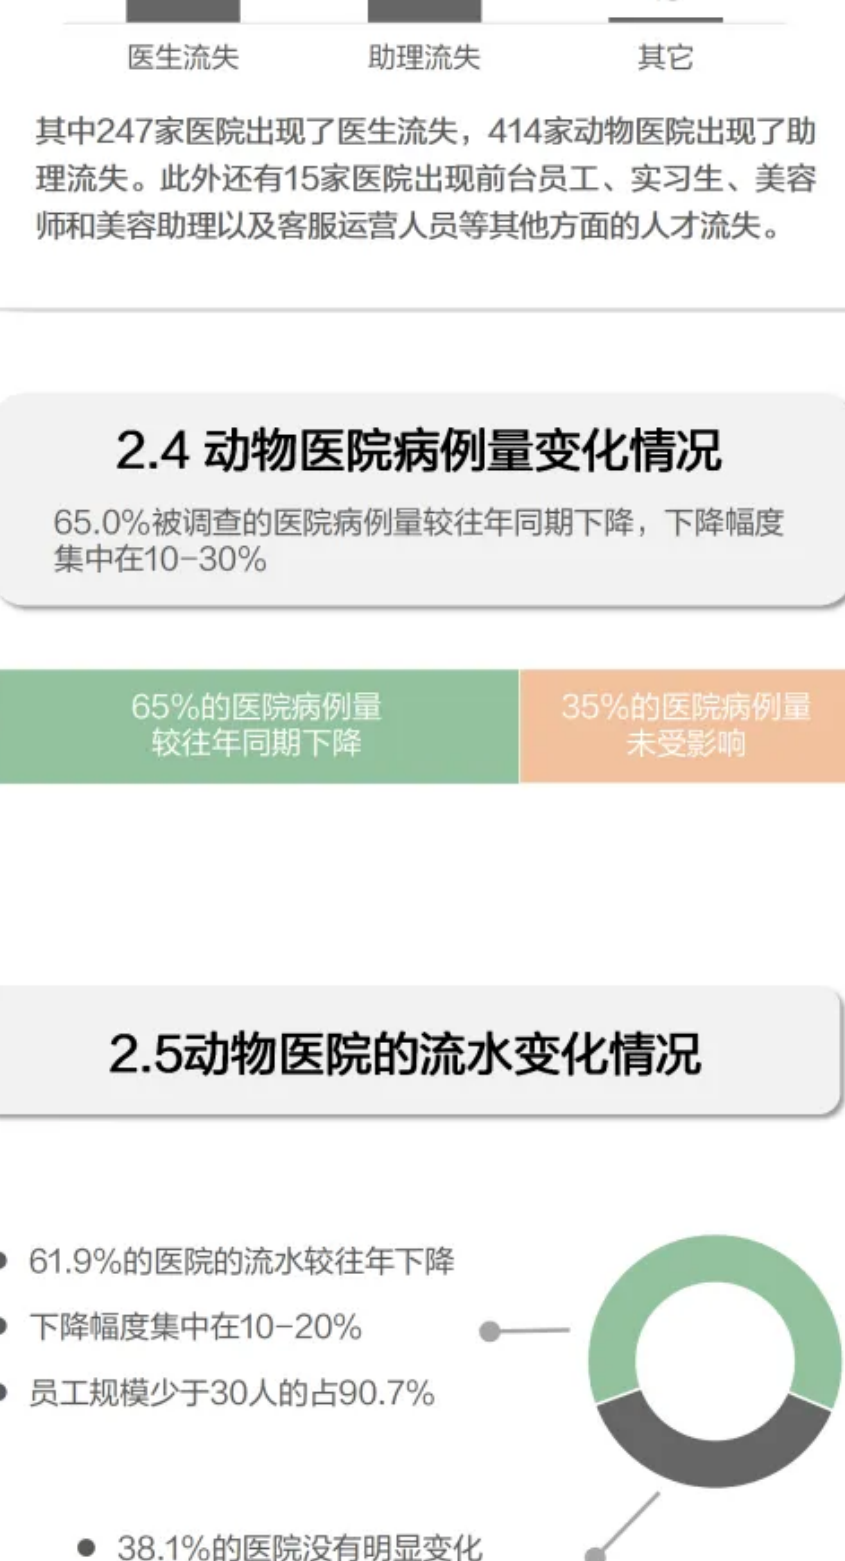 医生流失 助理流失 其它
其中247家医院出现了医生流失，414家动物医院出现了助
理流失。此外还有15家医院出现前台员工、实习生、美容
师和美容助理以及客服运营人员等其他方面的人才流失。
2.4 动物医院病例量变化情况
65.0%被调查的医院病例量较往年同期下降，下降幅度
集中在10-30%
65%的医院病例量
较往年同期下降
35%的医院病例量
未受影响
2.5动物医院的流水变化情况
61.9%的医院的流水较往年下降
下降幅度集中在10-20%
员工规模少于30人的占90.7%
38.1%的医院没有明显变化